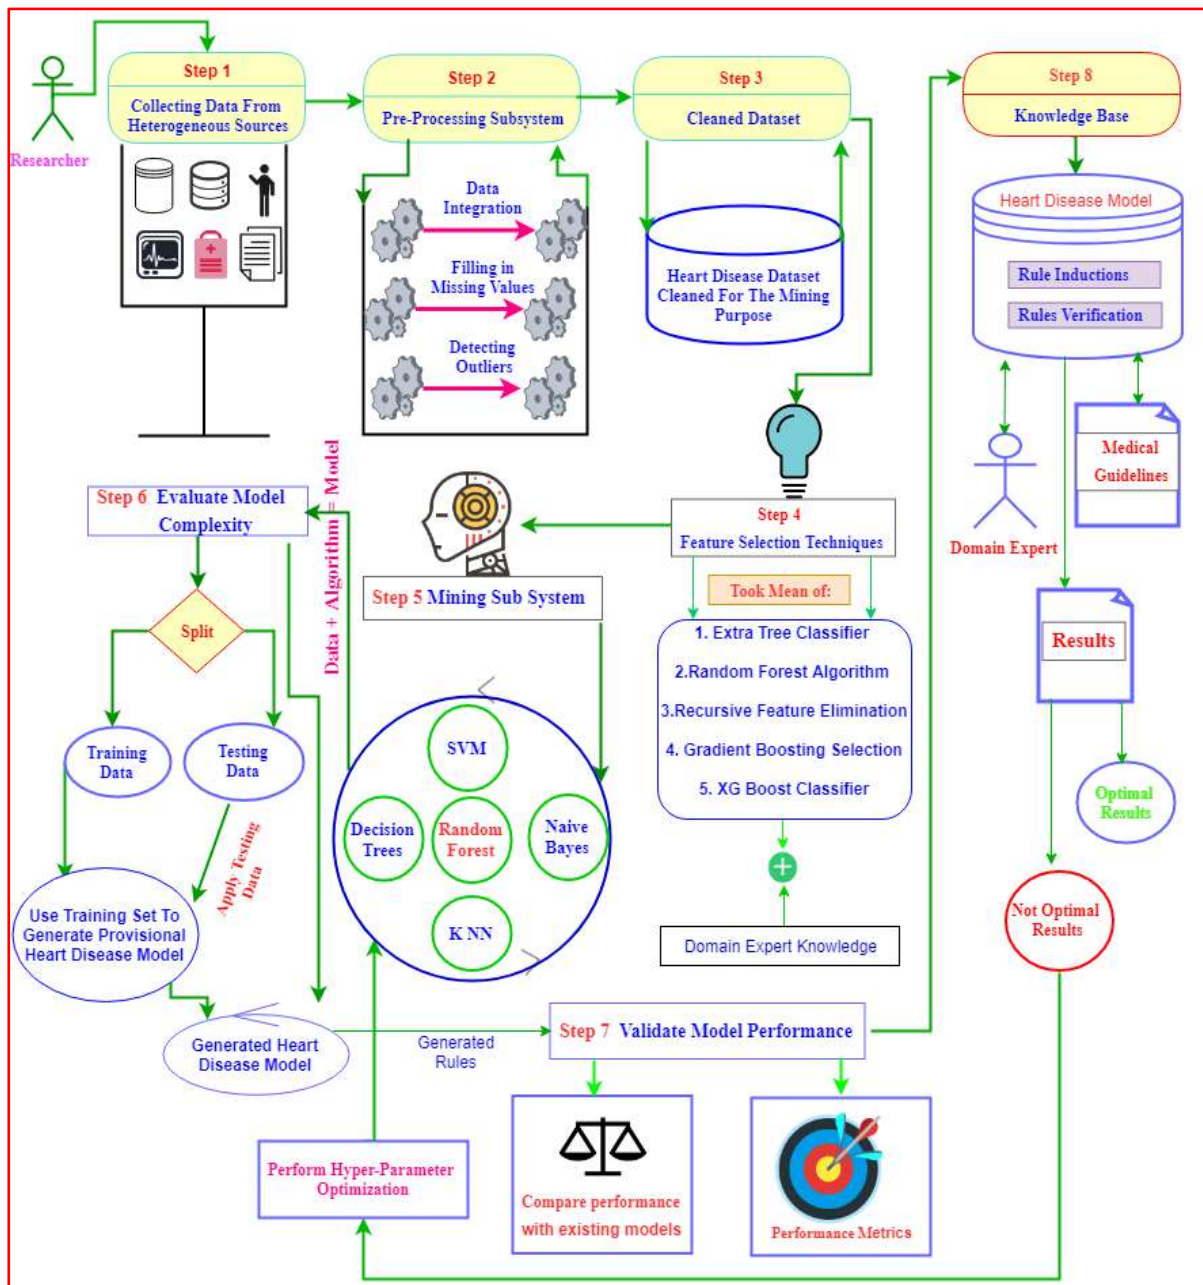 Researcher
Step 1
Collecting Data From
Heterogeneous Sources
Step 2
Pre-Processing Subsystem
Data
Integration
Filling in
Missing Values
Detecting
Outliers
Step 3
Cleaned Dataset
Heart Disease Dataset
Cleaned For The Mining
Purpose
Step 4
Feature Selection Techniques
Took Mean of:
1. Extra Tree Classifier
2.Random Forest Algorithm
3.Recursive Feature Elimination
4. Gradient Boosting Selection
5. XG Boost Classifier
Domain Expert Knowledge
Step 5 Mining Sub System
SVM
Decision
Trees
Random
Forest
Naive
Bayes
K NN
Data + Algorithm = Model
Step 6 Evaluate Model
Complexity
Split
Training
Data
Testing
Data
Apply Testing
Data
Use Training Set To
Generate Provisional
Heart Disease Model
Generated Heart
Disease Model
Generated
Rules
Step 7 Validate Model Performance
Compare performance
with existing models
Performance Metrics
Step 8
Knowledge Base
Heart Disease Model
Rule Inductions
Rules Verification
Domain Expert
Medical
Guidelines
Results
Optimal
Results
Not Optimal
Results
Perform Hyper-Parameter
Optimization